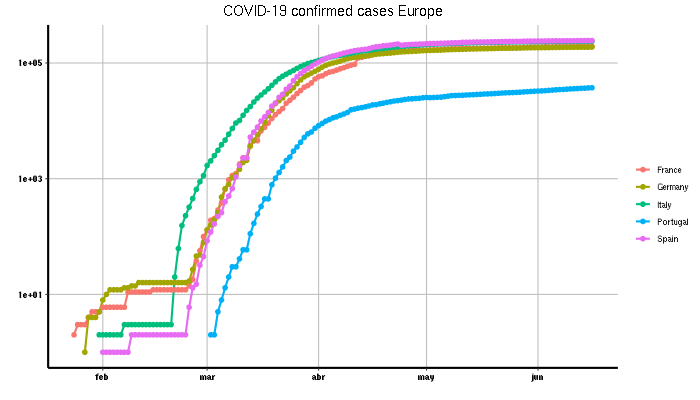 COVID-19 confirmed cases Europe
1e+05
1e+03
1e+01
feb
mar
abr
may
jun
France
Germany
Italy
Portugal
Spain